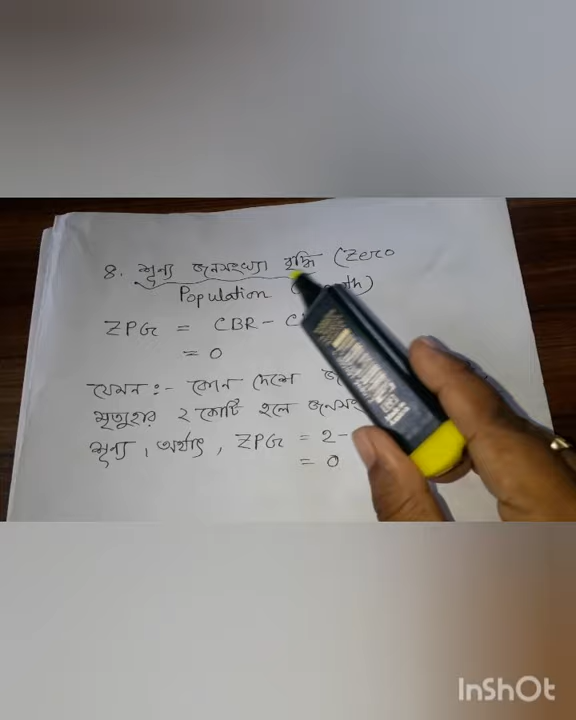 ৪. শূন্য জনসংখ্যা বৃদ্ধি (Zero
Population
ZPG = CBR - C
= 0
যেমন :- কোন দেশে জ
মৃত্যুহার ২ কোটি হলে জনসং
শূন্য, অর্থাৎ, ZPG = 2 -
= 0
InShOt